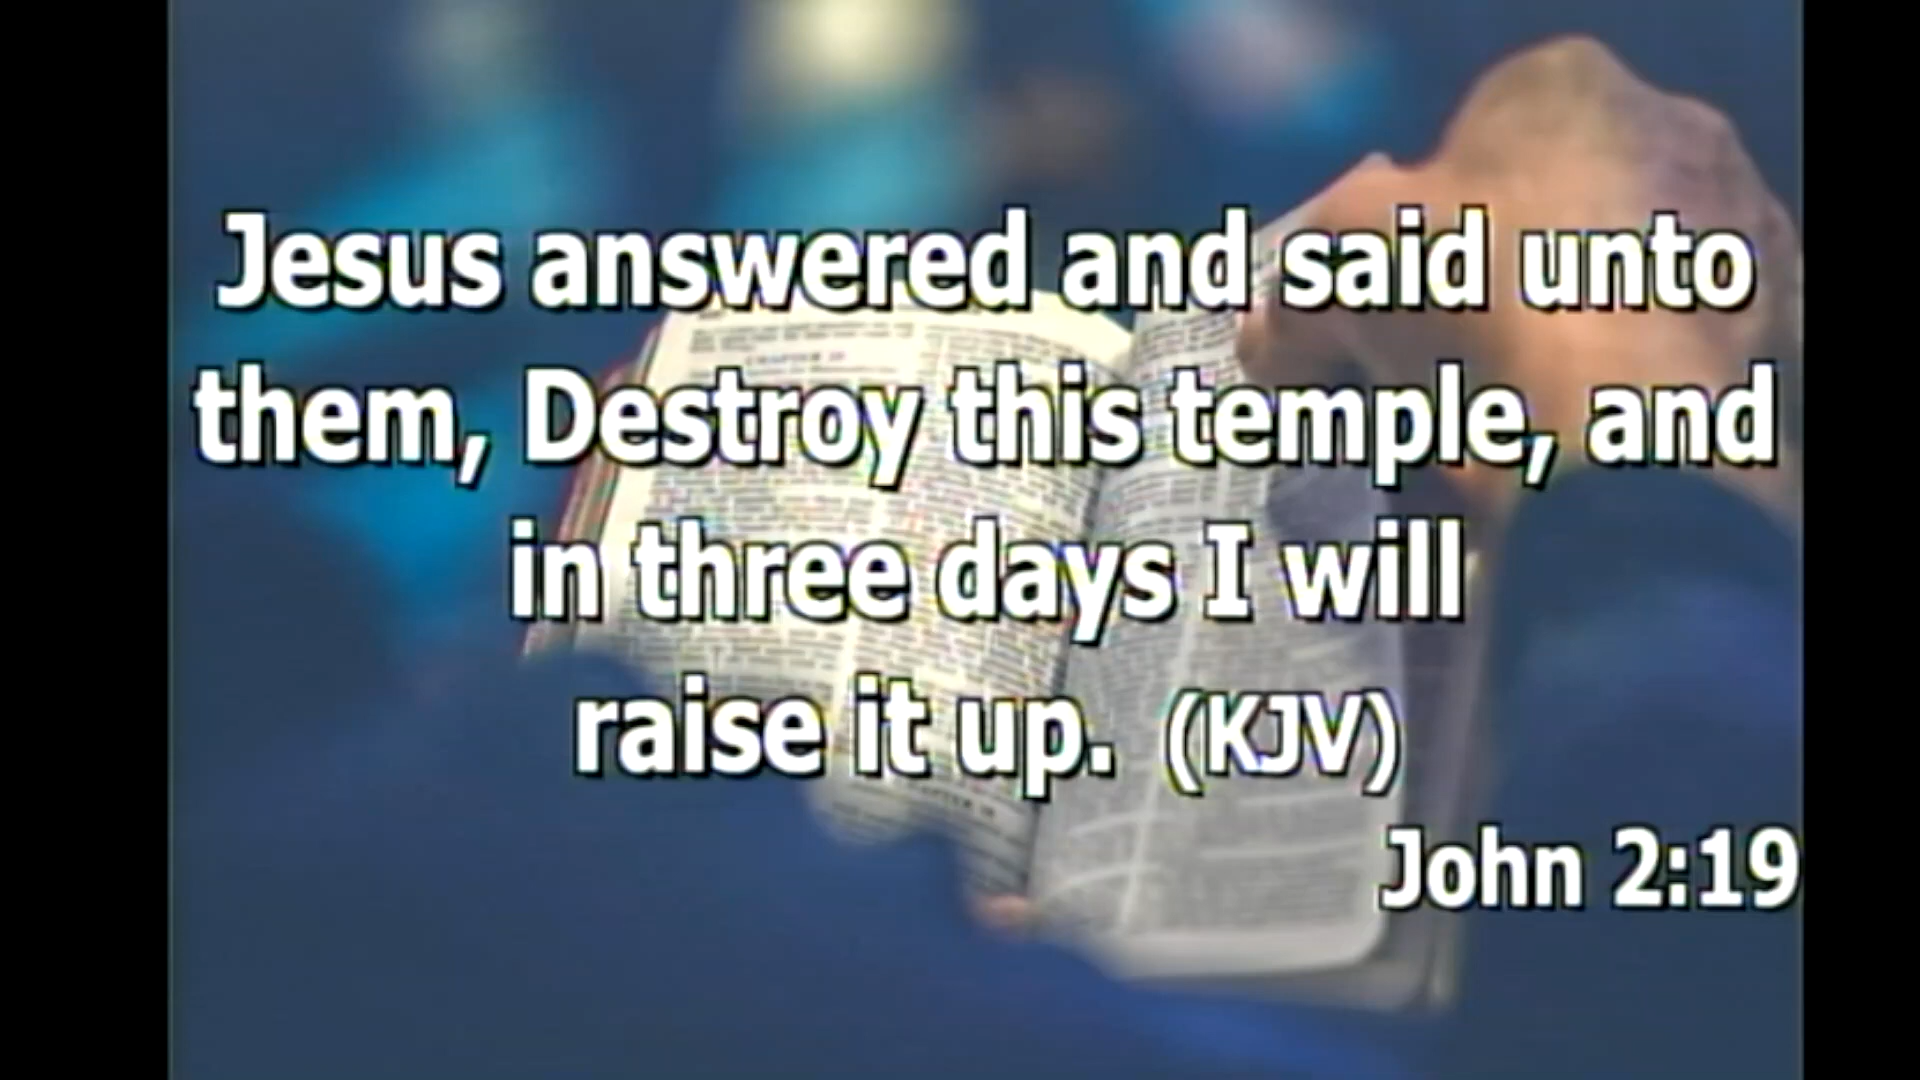 Jesus answered and said unto
them, Destroy this temple, and
in three days I will
raise it up. (KJV)
John 2:19